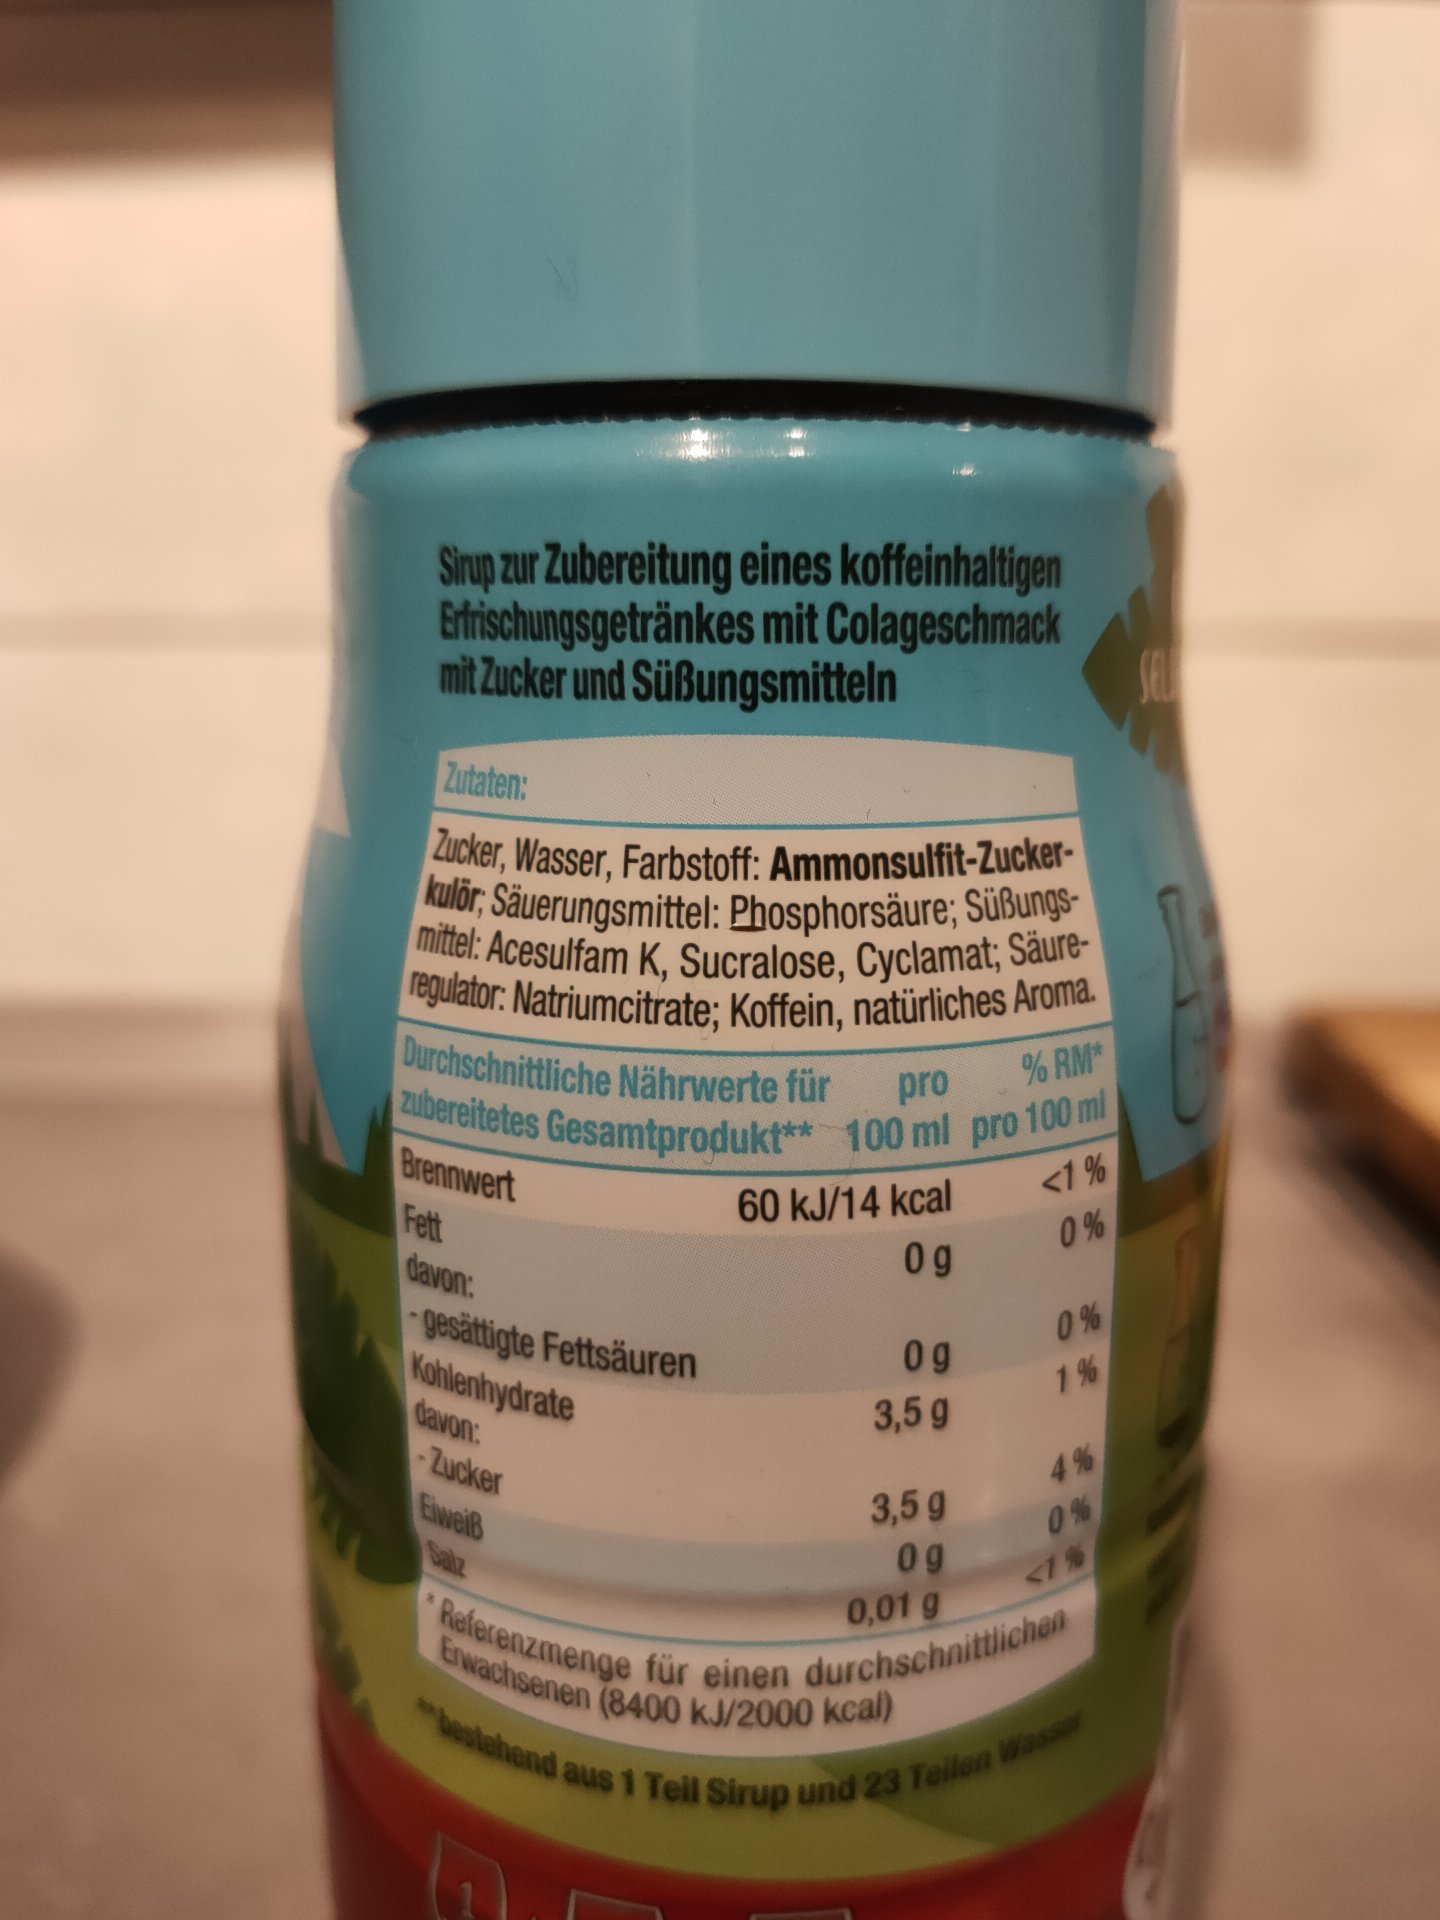 Sirup zur Zubereitung eines koffeinhaltigen
Erfrischungsgetränkes mit Colageschmack
mit Zucker und Süßungsmitteln
Zutaten:
Zucker, Wasser, Farbstoff: Ammonsulfit-Zucker-
kulör; Säuerungsmittel: Phosphorsäure; Süßungs-
mittel: Acesulfam K, Sucralose, Cyclamat; Säure-
regulator: Natriumcitrate; Koffein, natürliches Aroma.
Durchschnittliche Nährwerte für pro % RM*
zubereitetes Gesamtprodukt** 100 ml pro 100 ml
Brennwert 60 kJ/14 kcal <1 %
Fett 0 g 0 %
davon:
- gesättigte Fettsäuren 0 g 0 %
Kohlenhydrate 3,5 g 1 %
davon:
- Zucker 3,5 g 4 %
Eiweiß 0 g 0 %
Salz 0,01 g <1 %
* Referenzmenge für einen durchschnittlichen
Erwachsenen (8400 kJ/2000 kcal)
** bestehend aus 1 Teil Sirup und 23 Teilen Wasser